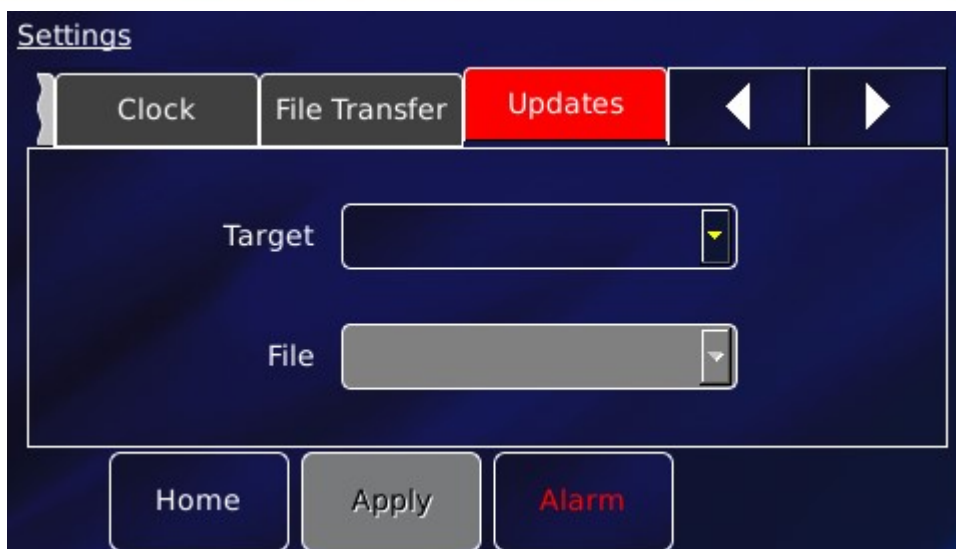 Settings
Clock File Transfer Updates
Target
File
Home Apply Alarm